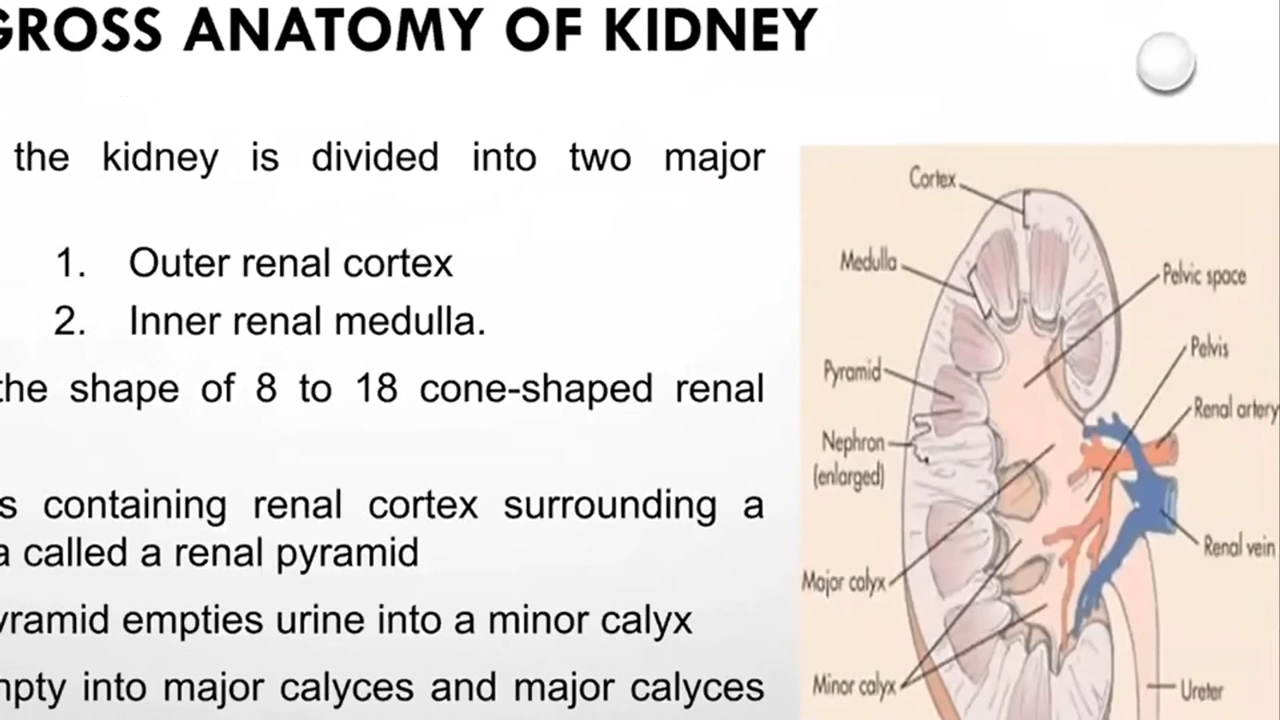 GROSS ANATOMY OF KIDNEY
the kidney is divided into two major
1. Outer renal cortex
2. Inner renal medulla.
the shape of 8 to 18 cone-shaped renal
containing renal cortex surrounding a
called a renal pyramid
empties urine into a minor calyx
into major calyces and major calyces
Cortex
Medulla
Pelvic space
Pelvis
Pyramid
Renal artery
Nephron
(enlarged)
Renal vein
Major calyx
Minor calyx
Ureter